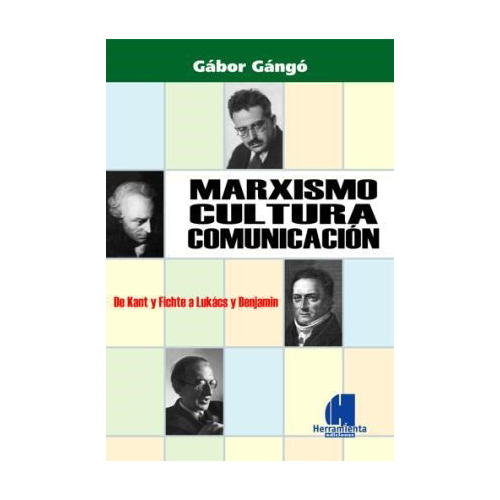 Gábor Gángó
MARXISMO
CULTURA
COMUNICACIÓN
De Kant y Fichte a Lukács y Benjamin
H
Herramienta
ediciones